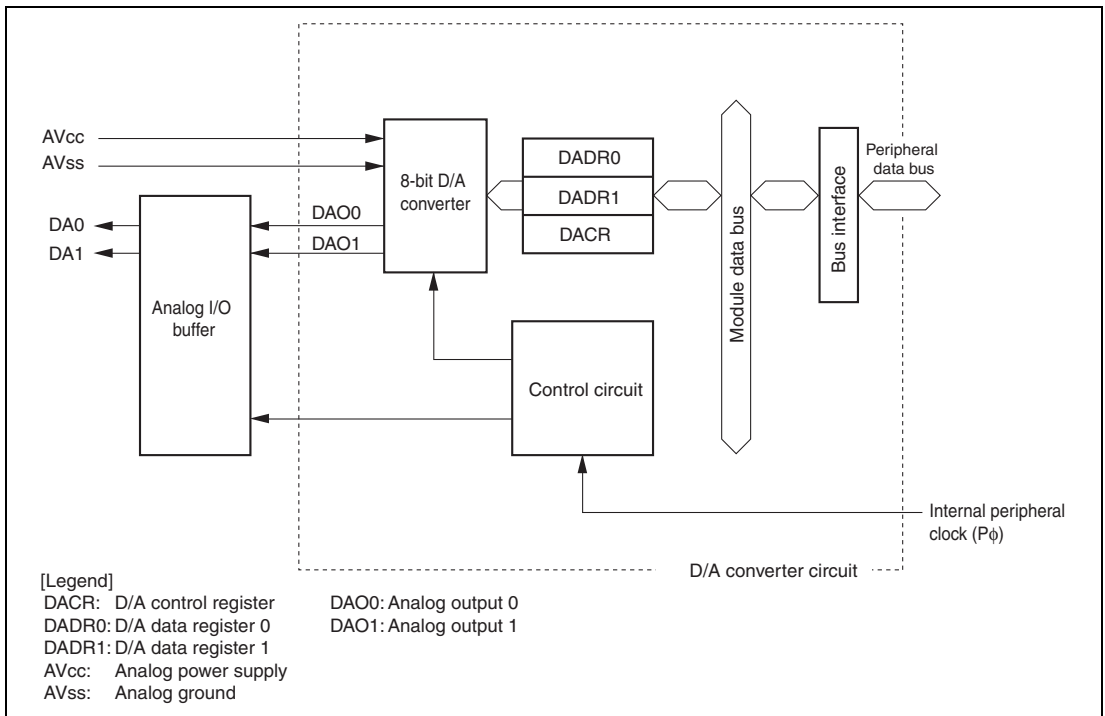 AVcc
AVss
DA0
DA1
Analog I/O
buffer
DAO0
DAO1
8-bit D/A
converter
DADR0
DADR1
DACR
Control circuit
Module data bus
Bus interface
Peripheral
data bus
Internal peripheral
clock (Pϕ)
D/A converter circuit
[Legend]
DACR: D/A control register
DADR0: D/A data register 0
DADR1: D/A data register 1
AVcc: Analog power supply
AVss: Analog ground
DAO0: Analog output 0
DAO1: Analog output 1